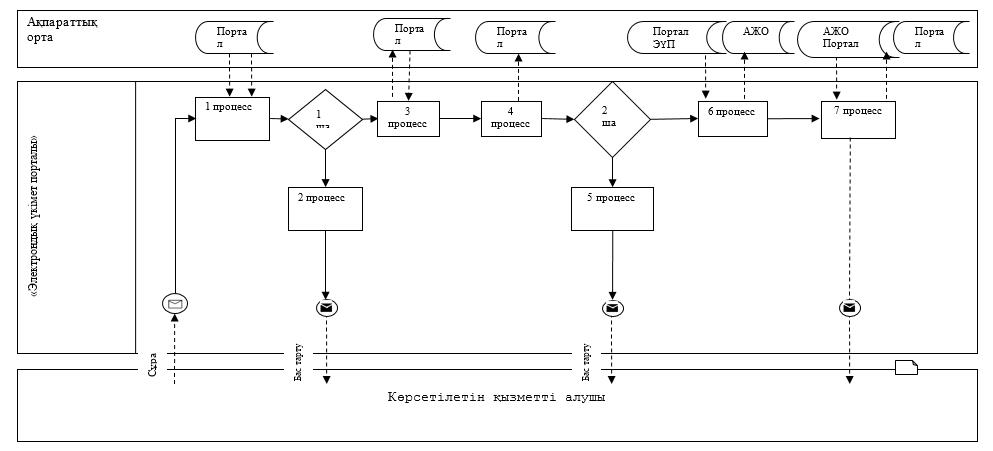 Ақпараттық
орта
Порта
л
Порта
л
Порта
л
Портал
ЭҮП
АЖО
АЖО
Портал
Порта
л
«Электрондық үкімет порталы»
1 процесс
1
ша
3
процесс
4
процесс
2
ша
6 процесс
7 процесс
2 процесс
5 процесс
Сұра
Бас тарту
Бас тарту
Көрсетілетін қызметті алушы